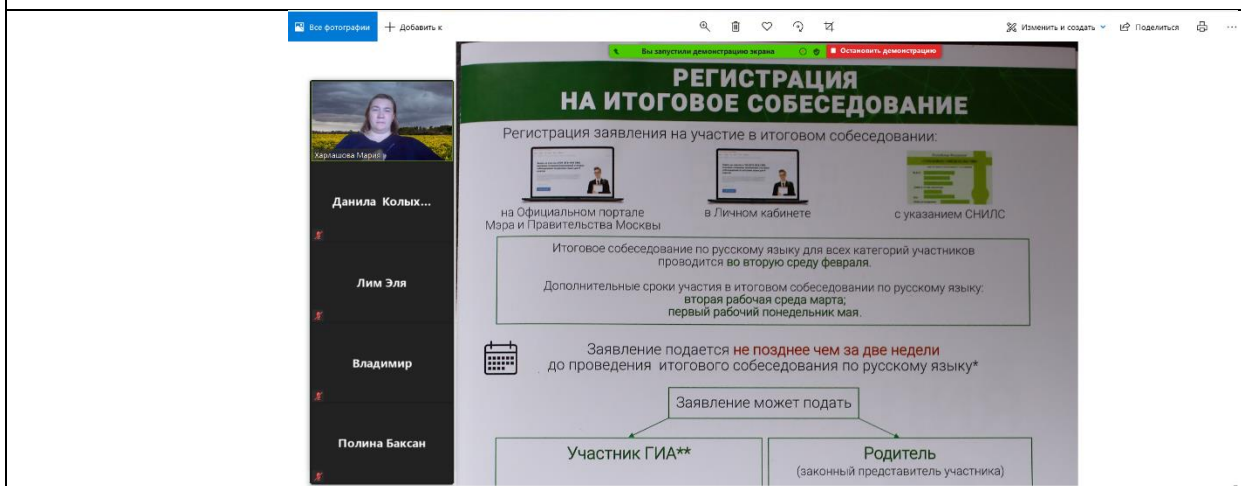 Все фотографии
Добавить к
Изменить и создать
Поделиться
Вы запустили демонстрацию экрана
Остановить демонстрацию
Харлашова Мария
Данила Колых...
Лим Эля
Владимир
Полина Баксан
РЕГИСТРАЦИЯ
НА ИТОГОВОЕ СОБЕСЕДОВАНИЕ
Регистрация заявления на участие в итоговом собеседовании:
на Официальном портале
Мэра и Правительства Москвы
в Личном кабинете
с указанием СНИЛС
Итоговое собеседование по русскому языку для всех категорий участников
проводится во вторую среду февраля.
Дополнительные сроки участия в итоговом собеседовании по русскому языку:
вторая рабочая среда марта;
первый рабочий понедельник мая.
Заявление подается не позднее чем за две недели
до проведения итогового собеседования по русскому языку*
Заявление может подать
Участник ГИА**
Родитель
(законный представитель участника)